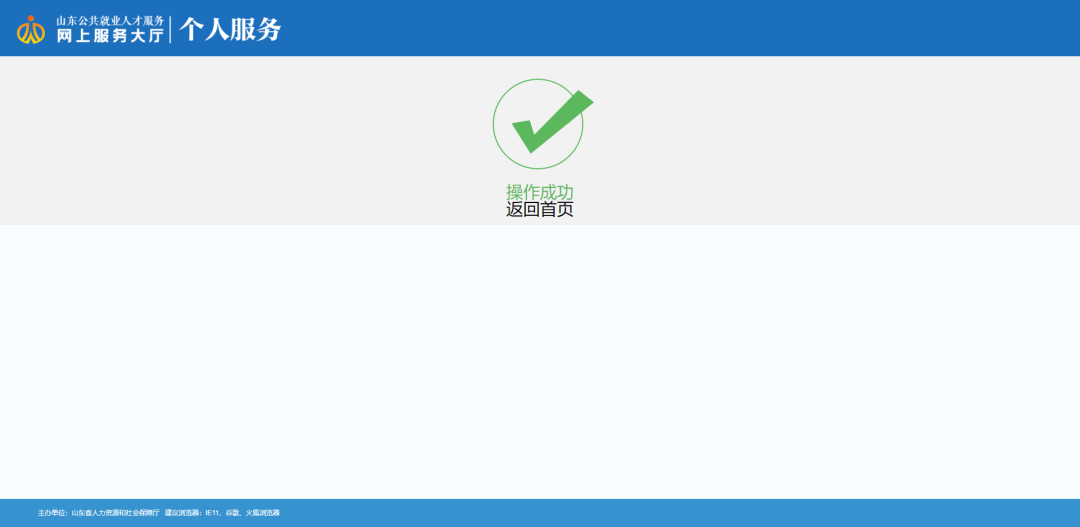 山东公共就业人才服务
网上服务大厅
个人服务
操作成功
返回首页
主办单位：山东省人力资源和社会保障厅 建议浏览器：IE11、谷歌、火狐浏览器